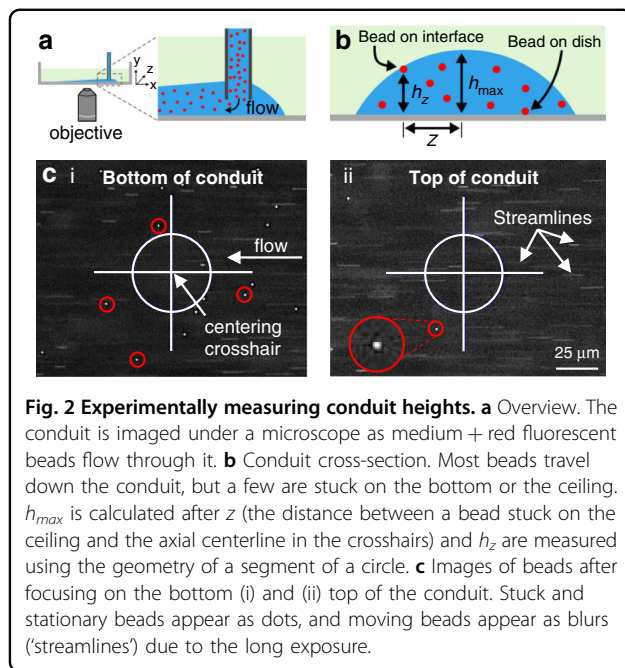 a
y
z
x
objective
flow
b
Bead on interface
Bead on dish
h_z
h_max
z
c i
Bottom of conduit
flow
centering
crosshair
ii
Top of conduit
Streamlines
25 μm
Fig. 2 Experimentally measuring conduit heights. a Overview. The
conduit is imaged under a microscope as medium + red fluorescent
beads flow through it. b Conduit cross-section. Most beads travel
down the conduit, but a few are stuck on the bottom or the ceiling.
h_max is calculated after z (the distance between a bead stuck on the
ceiling and the axial centerline in the crosshairs) and h_z are measured
using the geometry of a segment of a circle. c Images of beads after
focusing on the bottom (i) and (ii) top of the conduit. Stuck and
stationary beads appear as dots, and moving beads appear as blurs
(‘streamlines’) due to the long exposure.